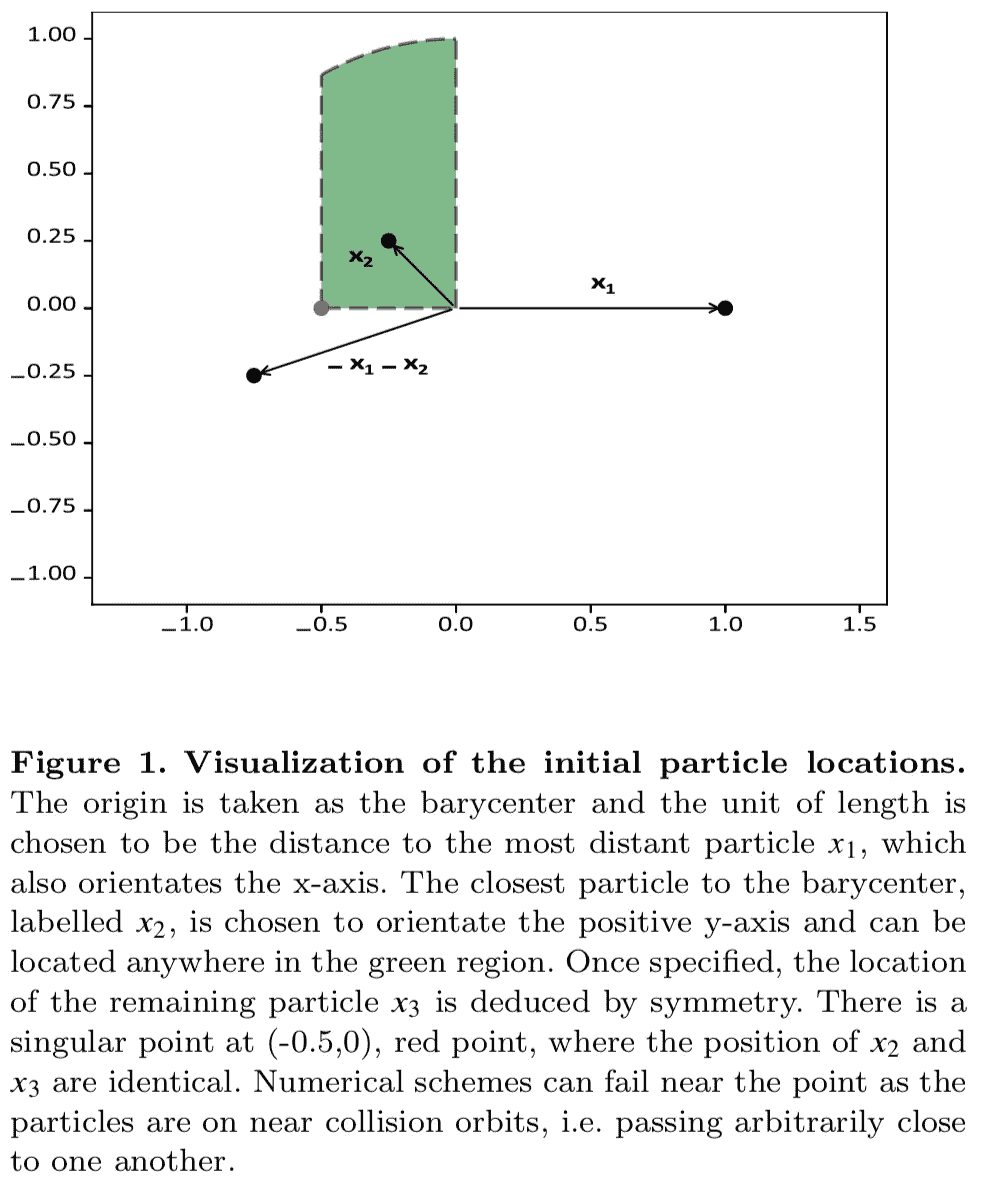 1.00
0.75
0.50
0.25
x₂
x₁
0.00
− x₁ − x₂
−0.25
−0.50
−0.75
−1.00
−1.0 −0.5 0.0 0.5 1.0 1.5
Figure 1. Visualization of the initial particle locations.
The origin is taken as the barycenter and the unit of length is
chosen to be the distance to the most distant particle x₁, which
also orientates the x-axis. The closest particle to the barycenter,
labelled x₂, is chosen to orientate the positive y-axis and can be
located anywhere in the green region. Once specified, the location
of the remaining particle x₃ is deduced by symmetry. There is a
singular point at (-0.5,0), red point, where the position of x₂ and
x₃ are identical. Numerical schemes can fail near the point as the
particles are on near collision orbits, i.e. passing arbitrarily close
to one another.